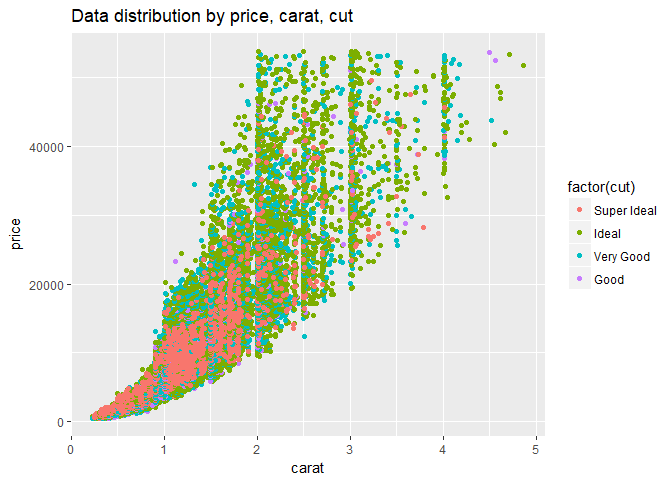 Data distribution by price, carat, cut
price
40000
20000
0
0 1 2 3 4 5
carat
factor(cut)
Super Ideal
Ideal
Very Good
Good